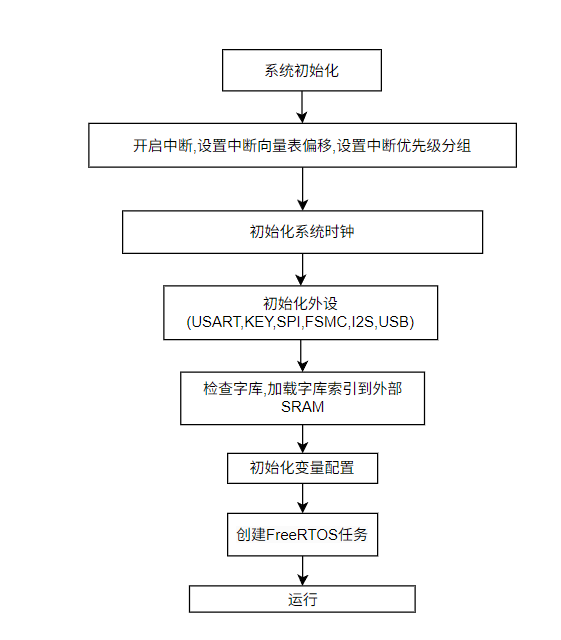 系统初始化
开启中断,设置中断向量表偏移,设置中断优先级分组
初始化系统时钟
初始化外设
(USART,KEY,SPI,FSMC,I2S,USB)
检查字库,加载字库索引到外部
SRAM
初始化变量配置
创建FreeRTOS任务
运行